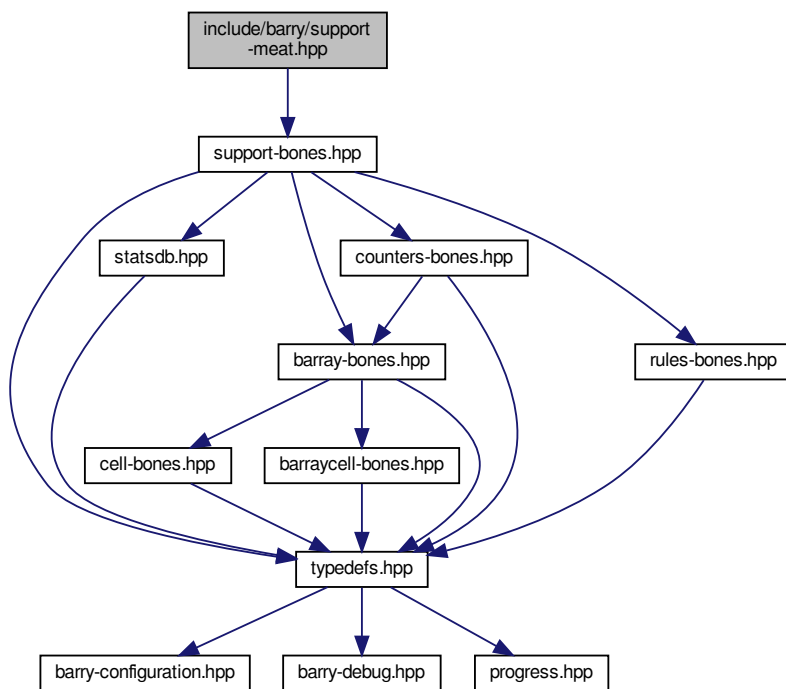 include/barry/support
-meat.hpp
support-bones.hpp
statsdb.hpp
counters-bones.hpp
barray-bones.hpp
rules-bones.hpp
cell-bones.hpp
barraycell-bones.hpp
typedefs.hpp
barry-configuration.hpp
barry-debug.hpp
progress.hpp